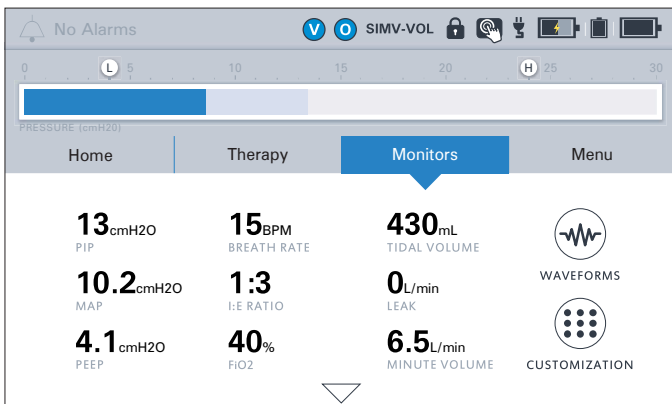 No Alarms V O SIMV-VOL
0 L 5 10 15 20 H 25 30
PRESSURE (cmH20)
Home Therapy Monitors Menu
13cmH2O 15BPM 430mL
PIP BREATH RATE TIDAL VOLUME
WAVEFORMS
10.2cmH2O 1:3 0L/min
MAP I:E RATIO LEAK
4.1cmH2O 40% 6.5L/min
PEEP FiO2 MINUTE VOLUME CUSTOMIZATION